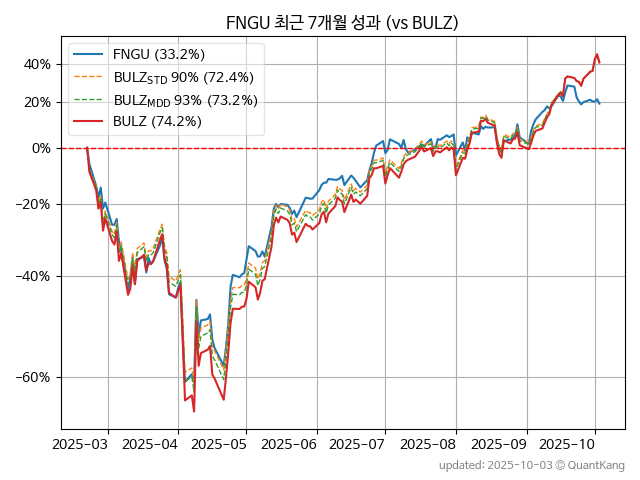 FNGU 최근 7개월 성과 (vs BULZ)
FNGU (33.2%)
BULZSTD 90% (72.4%)
BULZMDD 93% (73.2%)
BULZ (74.2%)
40%
20%
0%
−20%
−40%
−60%
2025-03 2025-04 2025-05 2025-06 2025-07 2025-08 2025-09 2025-10
updated: 2025-10-03 © QuantKang